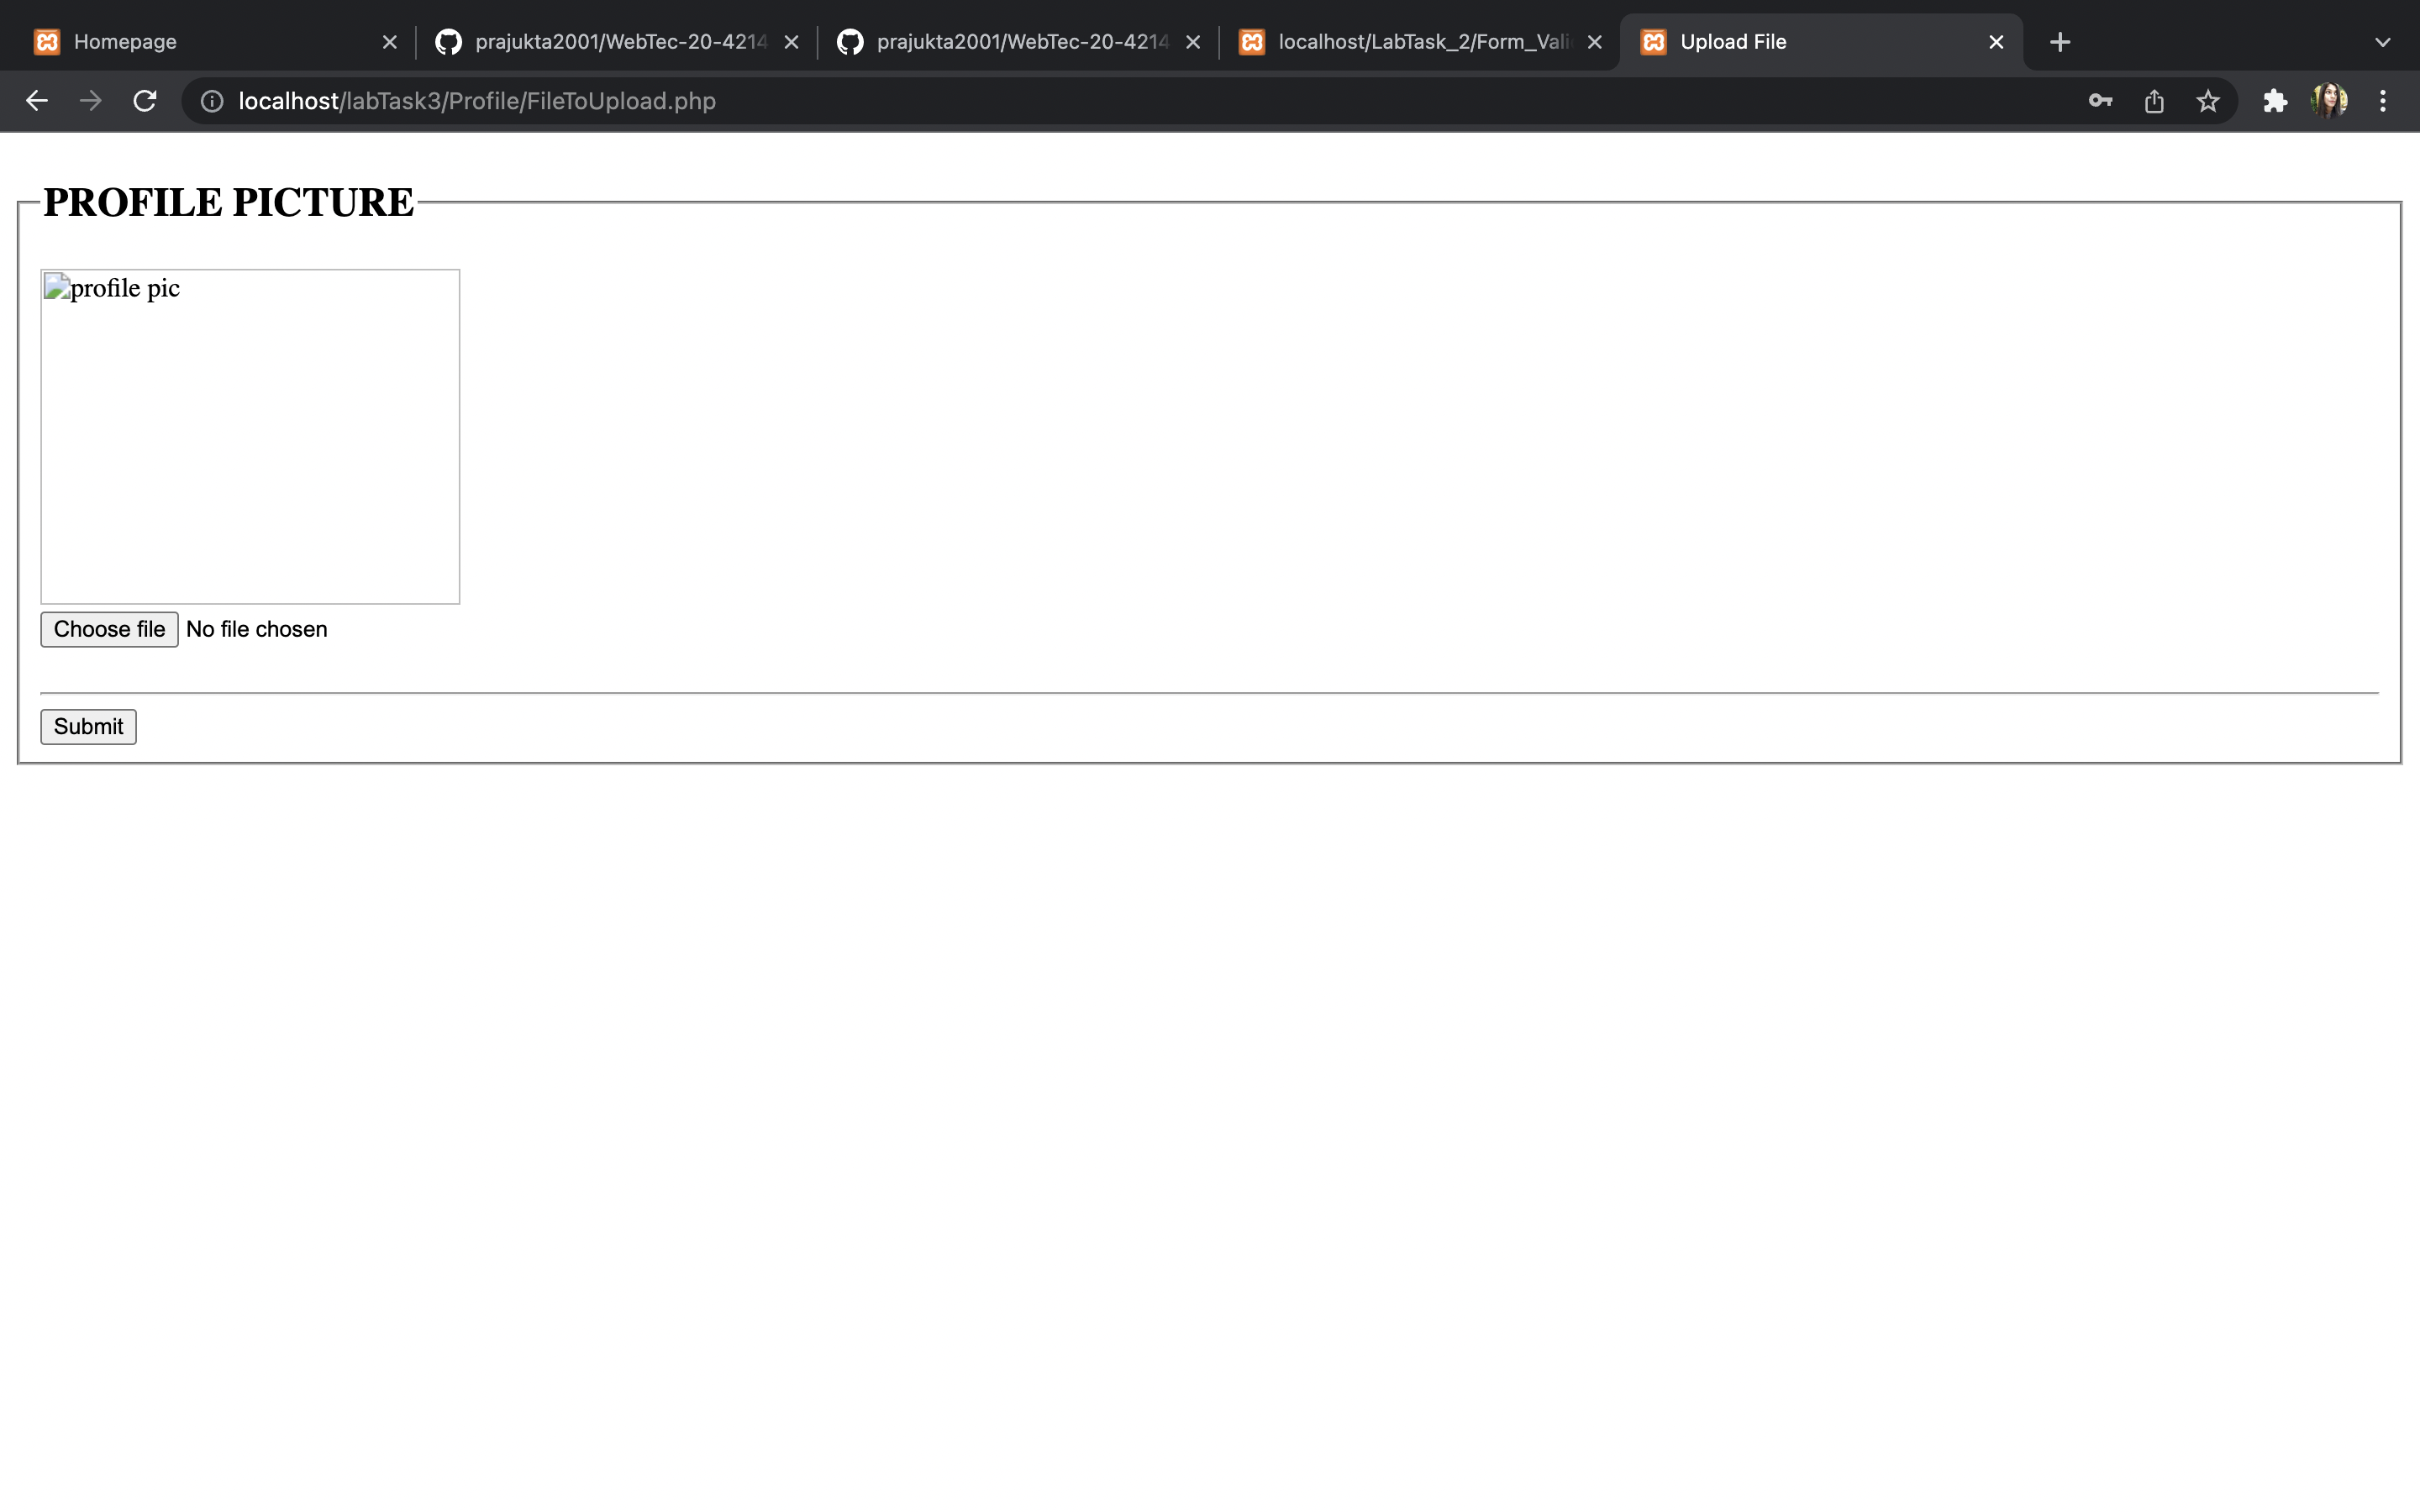 Homepage
prajukta2001/WebTec-20-4214
prajukta2001/WebTec-20-4214
localhost/LabTask_2/Form_Vali
Upload File
localhost/labTask3/Profile/FileToUpload.php
PROFILE PICTURE
profile pic
Choose file No file chosen
Submit